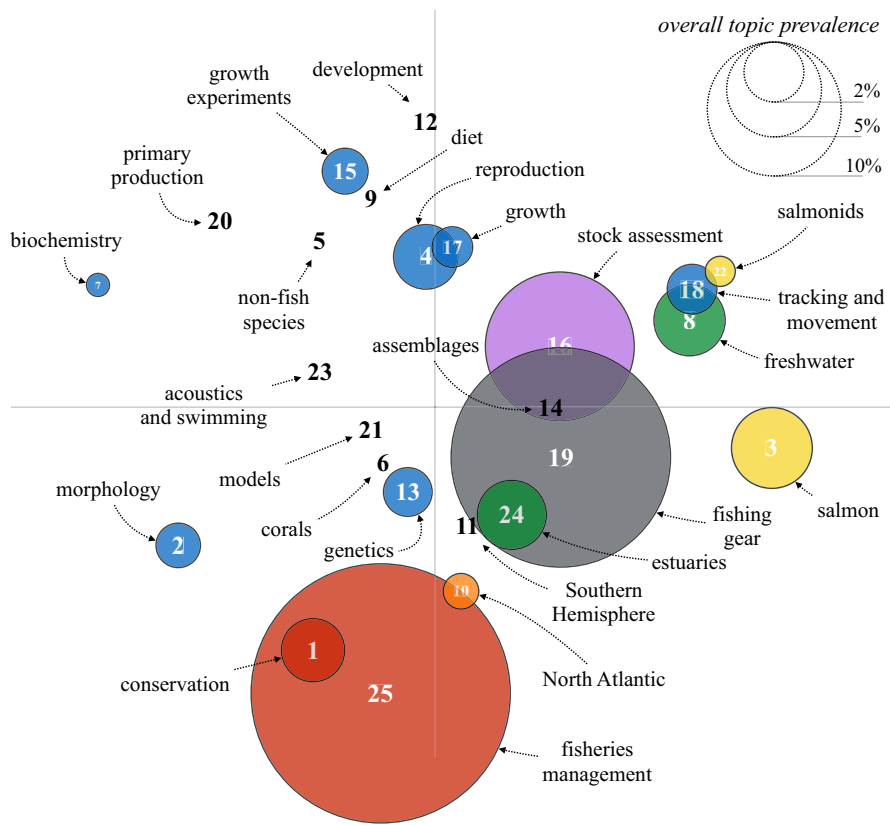 overall topic prevalence
2%
5%
10%
development
12
growth
experiments
15
diet
9
primary
production
20
reproduction
4
growth
17
biochemistry
7
5
non-fish
species
stock assessment
16
salmonids
22
18
tracking and
movement
8
freshwater
assemblages
14
23
acoustics
and swimming
21
models
6
corals
13
genetics
19
fishing
gear
3
salmon
morphology
2
24
estuaries
11
Southern
Hemisphere
10
North Atlantic
1
conservation
25
fisheries
management